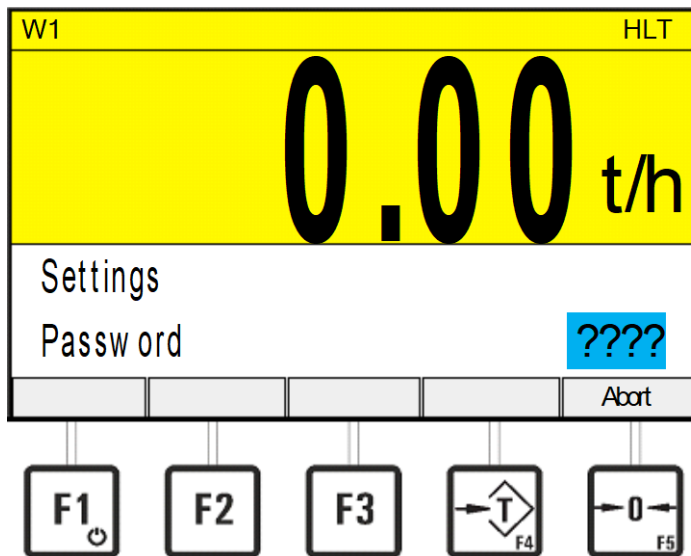 W1 HLT
0.00 t/h
Settings
Password ????
Abort
F1 F2 F3 T F4 0 F5